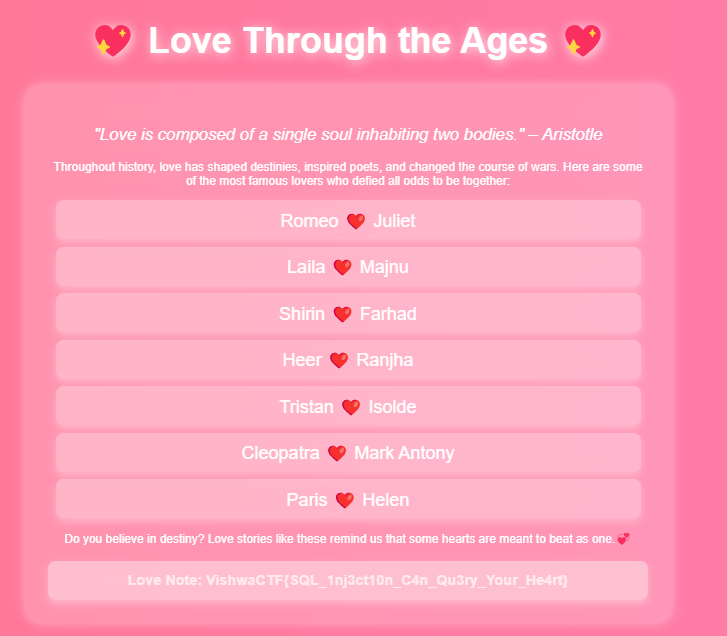 💖 Love Through the Ages 💖
"Love is composed of a single soul inhabiting two bodies." – Aristotle
Throughout history, love has shaped destinies, inspired poets, and changed the course of wars. Here are some
of the most famous lovers who defied all odds to be together:
Romeo ❤️ Juliet
Laila ❤️ Majnu
Shirin ❤️ Farhad
Heer ❤️ Ranjha
Tristan ❤️ Isolde
Cleopatra ❤️ Mark Antony
Paris ❤️ Helen
Do you believe in destiny? Love stories like these remind us that some hearts are meant to beat as one. 💞
Love Note: VishwaCTF{SQL_1nj3ct10n_C4n_Qu3ry_Your_He4rt}